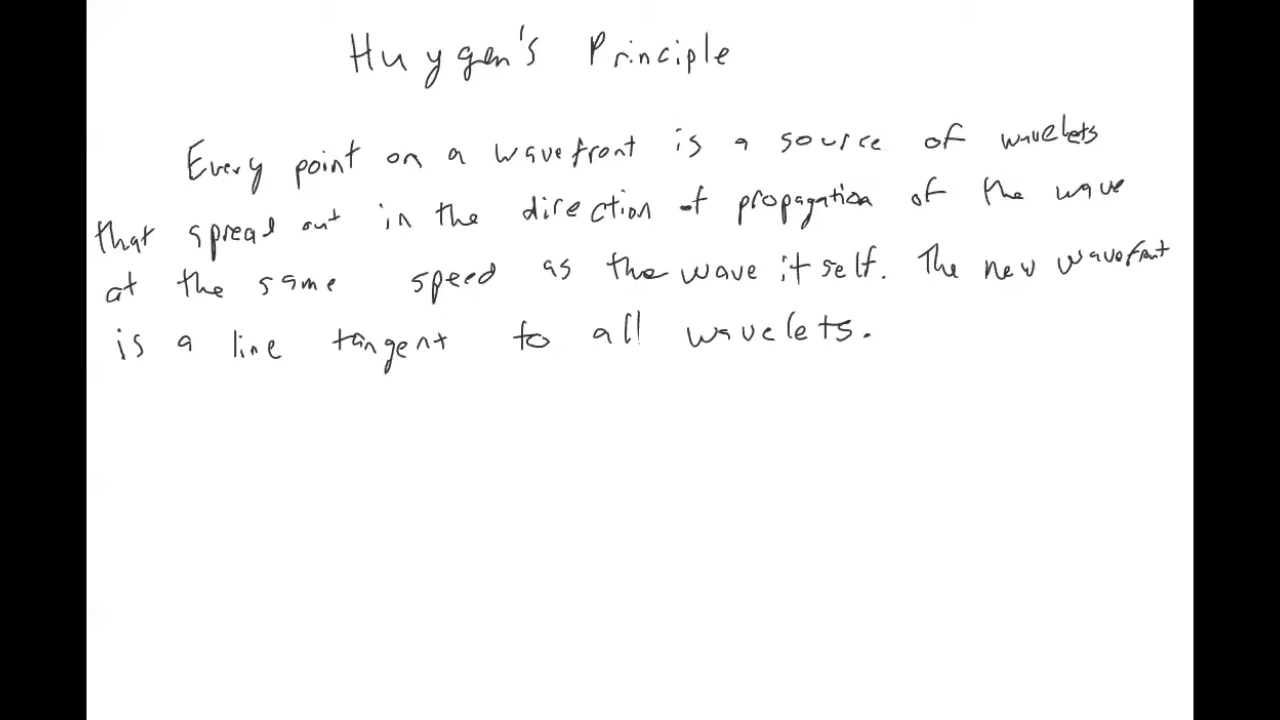 Huygen's Principle
Every point on a wavefront is a source of wavelets
that spread out in the direction of propagation of the wave
at the same speed as the wave itself. The new wavefront
is a line tangent to all wavelets.